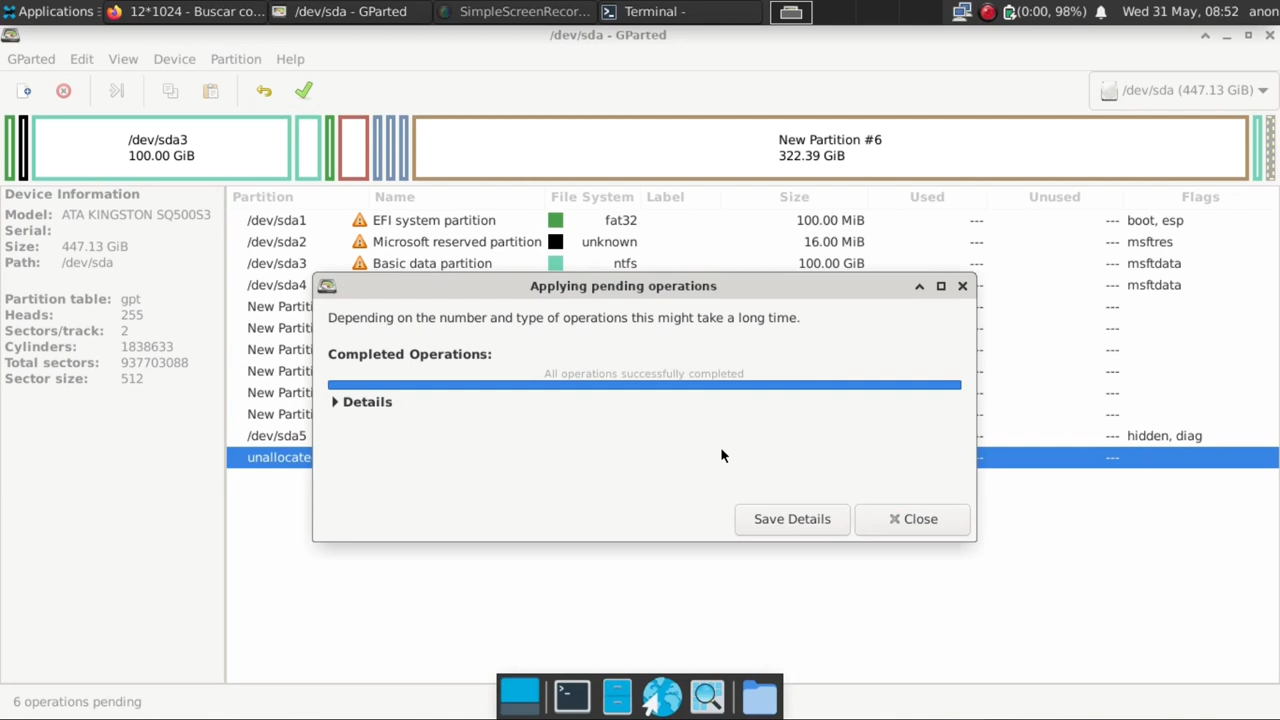 Applications
12*1024 - Buscar co...
/dev/sda - GParted
SimpleScreenRecor...
Terminal -
(0:00, 98%)
Wed 31 May, 08:52
anon
/dev/sda - GParted
GParted Edit View Device Partition Help
/dev/sda (447.13 GiB)
/dev/sda3
100.00 GiB
New Partition #6
322.39 GiB
Device Information
Model: ATA KINGSTON SQ500S3
Serial:
Size: 447.13 GiB
Path: /dev/sda
Partition table: gpt
Heads: 255
Sectors/track: 2
Cylinders: 1838633
Total sectors: 937703088
Sector size: 512
Partition Name File System Label Size Used Unused Flags
/dev/sda1 EFI system partition fat32 100.00 MiB --- --- boot, esp
/dev/sda2 Microsoft reserved partition unknown 16.00 MiB --- --- msftres
/dev/sda3 Basic data partition ntfs 100.00 GiB --- --- msftdata
/dev/sda4 --- --- msftdata
New Partiti --- ---
New Partiti --- ---
New Partiti --- ---
New Partiti --- ---
New Partiti --- ---
New Partiti --- ---
/dev/sda5 --- --- hidden, diag
unallocate --- ---
Applying pending operations
Depending on the number and type of operations this might take a long time.
Completed Operations:
All operations successfully completed
Details
Save Details
Close
6 operations pending